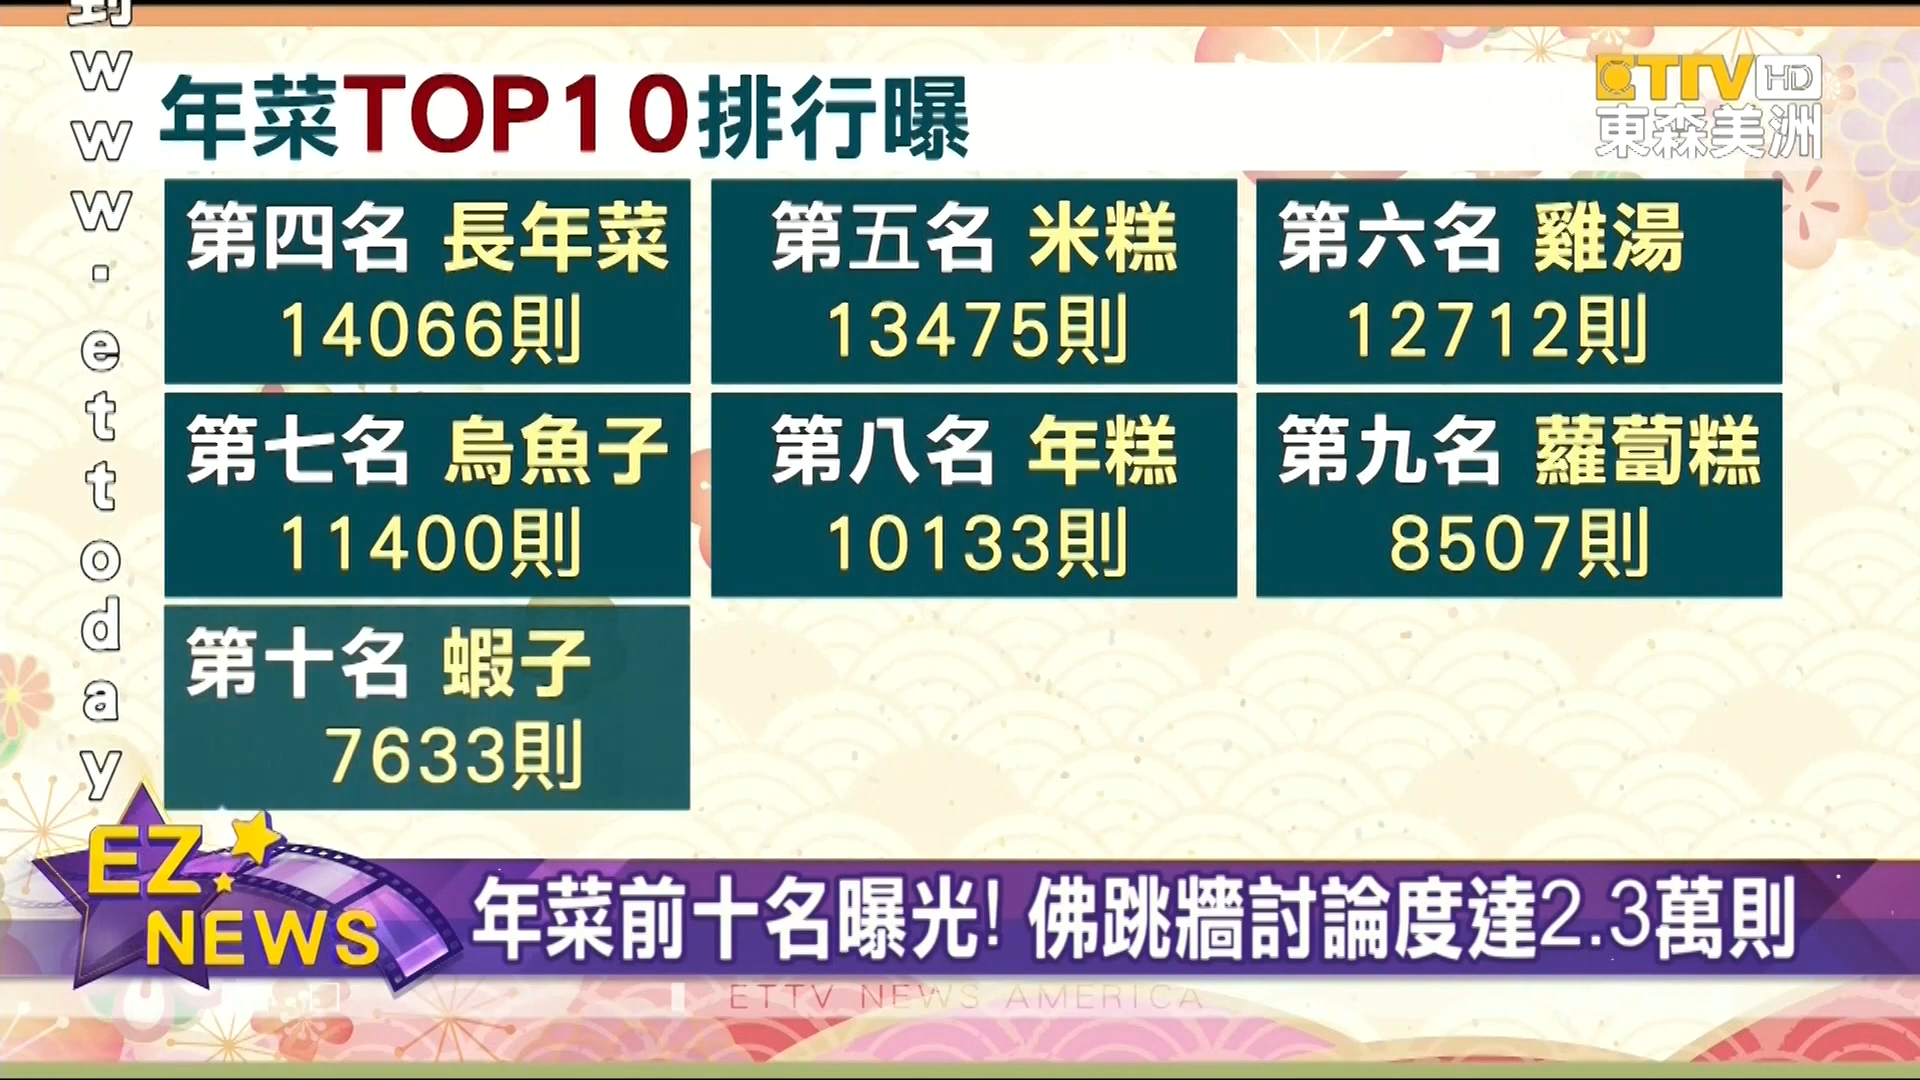 到www.ettoday
年菜TOP10排行曝
ETTV HD
東森美洲
第四名 長年菜
14066則
第五名 米糕
13475則
第六名 雞湯
12712則
第七名 烏魚子
11400則
第八名 年糕
10133則
第九名 蘿蔔糕
8507則
第十名 蝦子
7633則
EZ NEWS
年菜前十名曝光! 佛跳牆討論度達2.3萬則
ETTV NEWS AMERICA